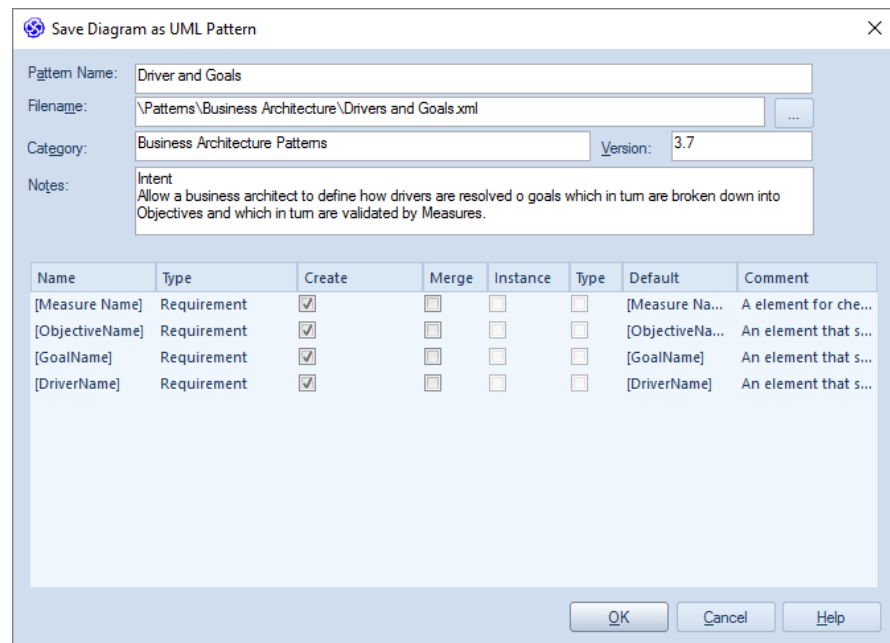 Save Diagram as UML Pattern
Pattern Name: Driver and Goals
Filename: \Patterns\Business Architecture\Drivers and Goals.xml ...
Category: Business Architecture Patterns Version: 3.7
Notes: Intent
Allow a business architect to define how drivers are resolved o goals which in turn are broken down into
Objectives and which in turn are validated by Measures.
Name Type Create Merge Instance Type Default Comment
[Measure Name] Requirement [Measure Na... A element for che...
[ObjectiveName] Requirement [ObjectiveNa... An element that s...
[GoalName] Requirement [GoalName] An element that s...
[DriverName] Requirement [DriverName] An element that s...
OK Cancel Help